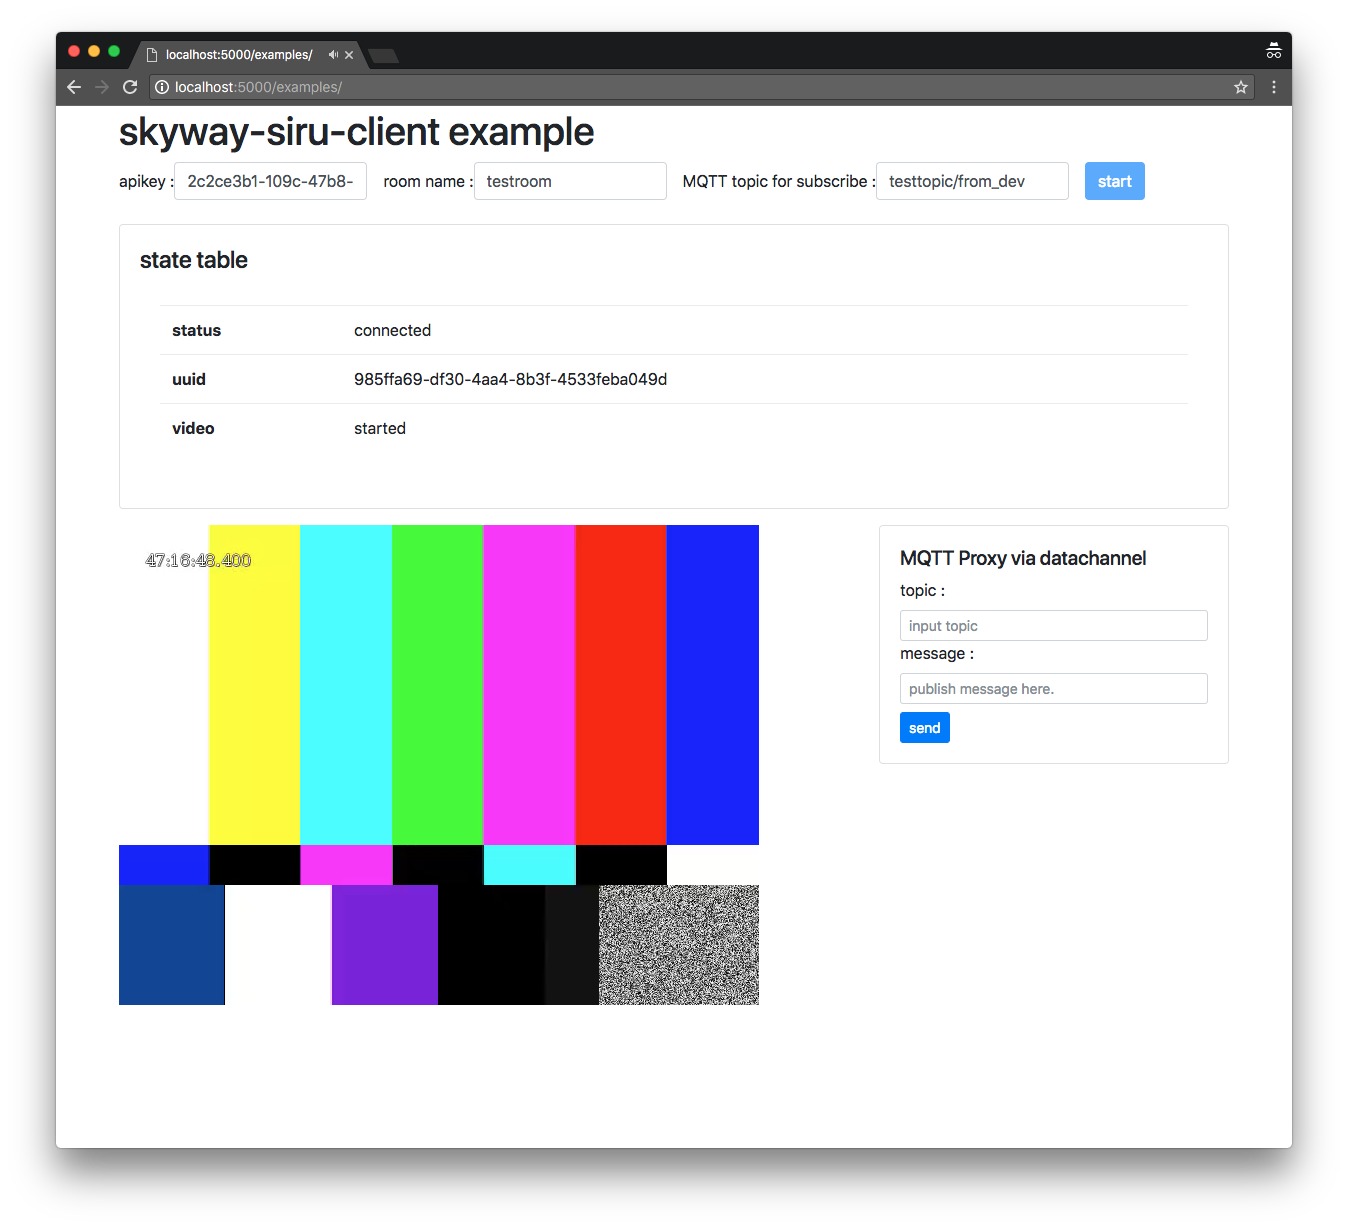 localhost:5000/examples/
localhost:5000/examples/
skyway-siru-client example
apikey : 2c2ce3b1-109c-47b8- room name : testroom MQTT topic for subscribe : testtopic/from_dev start
state table
status connected
uuid 985ffa69-df30-4aa4-8b3f-4533feba049d
video started
47:16:48.400
MQTT Proxy via datachannel
topic :
input topic
message :
publish message here.
send